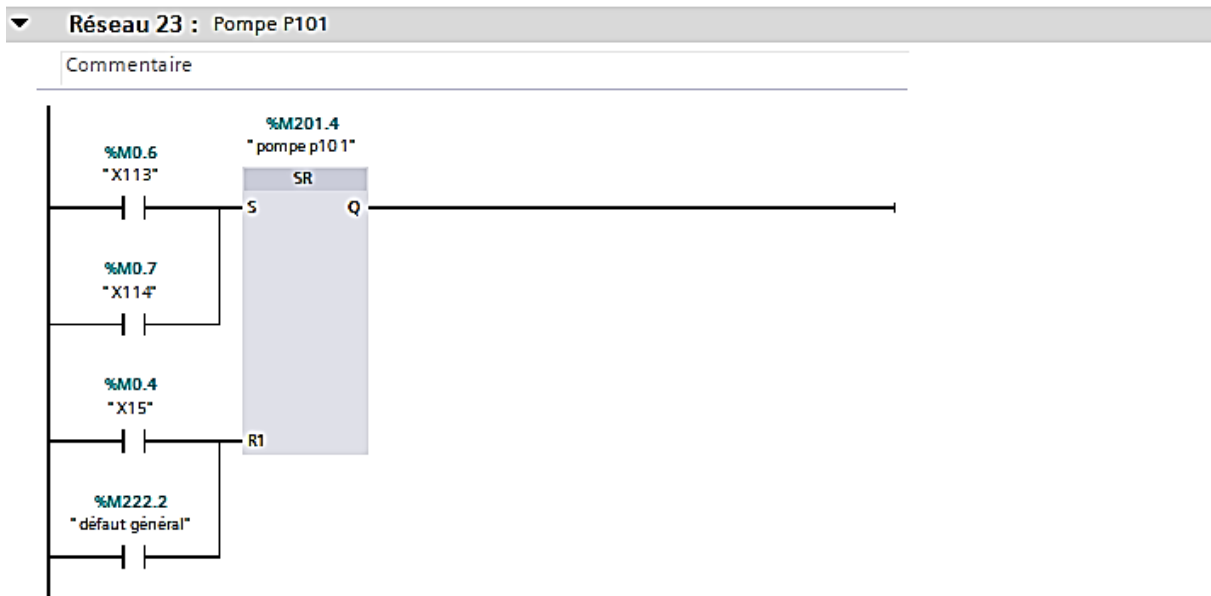 Réseau 23 : Pompe P101
Commentaire
%M201.4
"pompe p10 1"
%M0.6
"X113"
SR
S Q
%M0.7
"X114"
%M0.4
"X15"
R1
%M222.2
"défaut général"